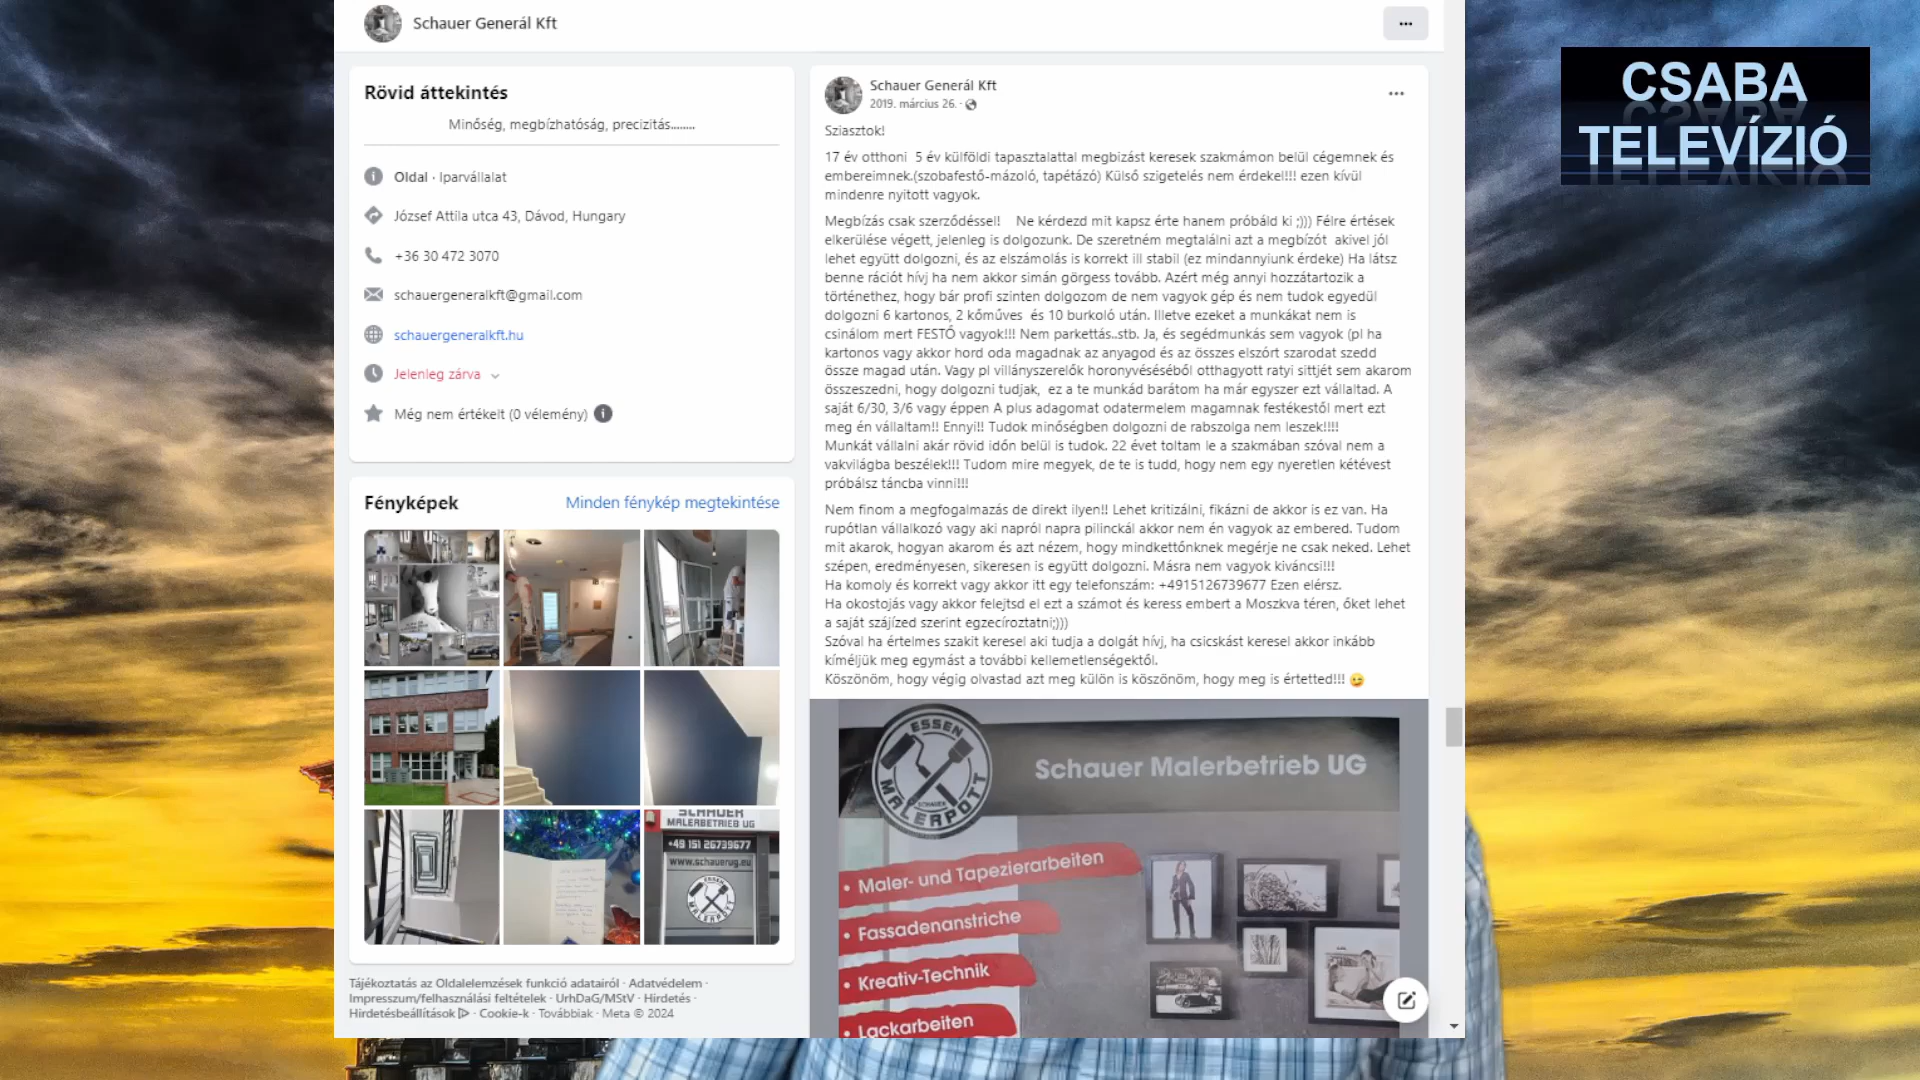 Schauer Generál Kft
CSABA
TELEVÍZIÓ
Rövid áttekintés
Minőség, megbízhatóság, precizitás........
Oldal · Iparvállalat
József Attila utca 43, Dávod, Hungary
+36 30 472 3070
schauergeneralkft@gmail.com
schauergeneralkft.hu
Jelenleg zárva
Még nem értékelt (0 vélemény)
Fényképek
Minden fénykép megtekintése
SCHAUER
MALERBETRIEB UG
+49 151 26739677
www.schauerug.eu
ESSEN
MALERPOTT
Tájékoztatás az Oldalelemzések funkció adatairól · Adatvédelem ·
Impresszum/felhasználási feltételek · UrhDaG/MStV · Hirdetés ·
Hirdetésbeállítások · Cookie-k · Továbbiak · Meta © 2024
Schauer Generál Kft
2019. március 26. ·
Sziasztok!
17 év otthoni 5 év külföldi tapasztalattal megbizást keresek szakmámon belül cégemnek és
embereimnek.(szobafestő-mázoló, tapétázó) Külső szigetelés nem érdekel!!! ezen kívül
mindenre nyitott vagyok.
Megbízás csak szerződéssel! Ne kérdezd mit kapsz érte hanem próbáld ki ;))) Félre értések
elkerülése végett, jelenleg is dolgozunk. De szeretném megtalálni azt a megbízót akivel jól
lehet együtt dolgozni, és az elszámolás is korrekt ill stabil (ez mindannyiunk érdeke) Ha látsz
benne rációt hívj ha nem akkor simán görgess tovább. Azért még annyi hozzátartozik a
történethez, hogy bár profi szinten dolgozom de nem vagyok gép és nem tudok egyedül
dolgozni 6 kartonos, 2 kőműves és 10 burkoló után. Illetve ezeket a munkákat nem is
csinálom mert FESTŐ vagyok!!! Nem parkettás..stb. Ja, és segédmunkás sem vagyok (pl ha
kartonos vagy akkor hord oda magadnak az anyagod és az összes elszórt szarodat szedd
össze magad után. Vagy pl villányszerelők horonyvéséséből otthagyott ratyi sittjét sem akarom
összeszedni, hogy dolgozni tudjak, ez a te munkád barátom ha már egyszer ezt vállaltad. A
saját 6/30, 3/6 vagy éppen A plus adagomat odatermelem magamnak festékestől mert ezt
meg én vállaltam!! Ennyi!! Tudok minőségben dolgozni de rabszolga nem leszek!!!!
Munkát vállalni akár rövid időn belül is tudok. 22 évet toltam le a szakmában szóval nem a
vakvilágba beszélek!!! Tudom mire megyek, de te is tudd, hogy nem egy nyeretlen kétévest
próbálsz táncba vinni!!!
Nem finom a megfogalmazás de direkt ilyen!! Lehet kritizálni, fikázni de akkor is ez van. Ha
rupótlan vállalkozó vagy aki napról napra pilinckál akkor nem én vagyok az embered. Tudom
mit akarok, hogyan akarom és azt nézem, hogy mindkettőnknek megérje ne csak neked. Lehet
szépen, eredményesen, sikeresen is együtt dolgozni. Másra nem vagyok kiváncsi!!!
Ha komoly és korrekt vagy akkor itt egy telefonszám: +4915126739677 Ezen elérsz.
Ha okostojás vagy akkor felejtsd el ezt a számot és keress embert a Moszkva téren, őket lehet
a saját szájízed szerint egzecíroztatni;)))
Szóval ha értelmes szakit keresel aki tudja a dolgát hívj, ha csicskást keresel akkor inkább
kíméljük meg egymást a további kellemetlenségektől.
Köszönöm, hogy végig olvastad azt meg külön is köszönöm, hogy meg is értetted!!! 😉
ESSEN
SCHAUER
MALERPOTT
Schauer Malerbetrieb UG
• Maler- und Tapezierarbeiten
• Fassadenanstriche
• Kreativ-Technik
• Lackarbeiten